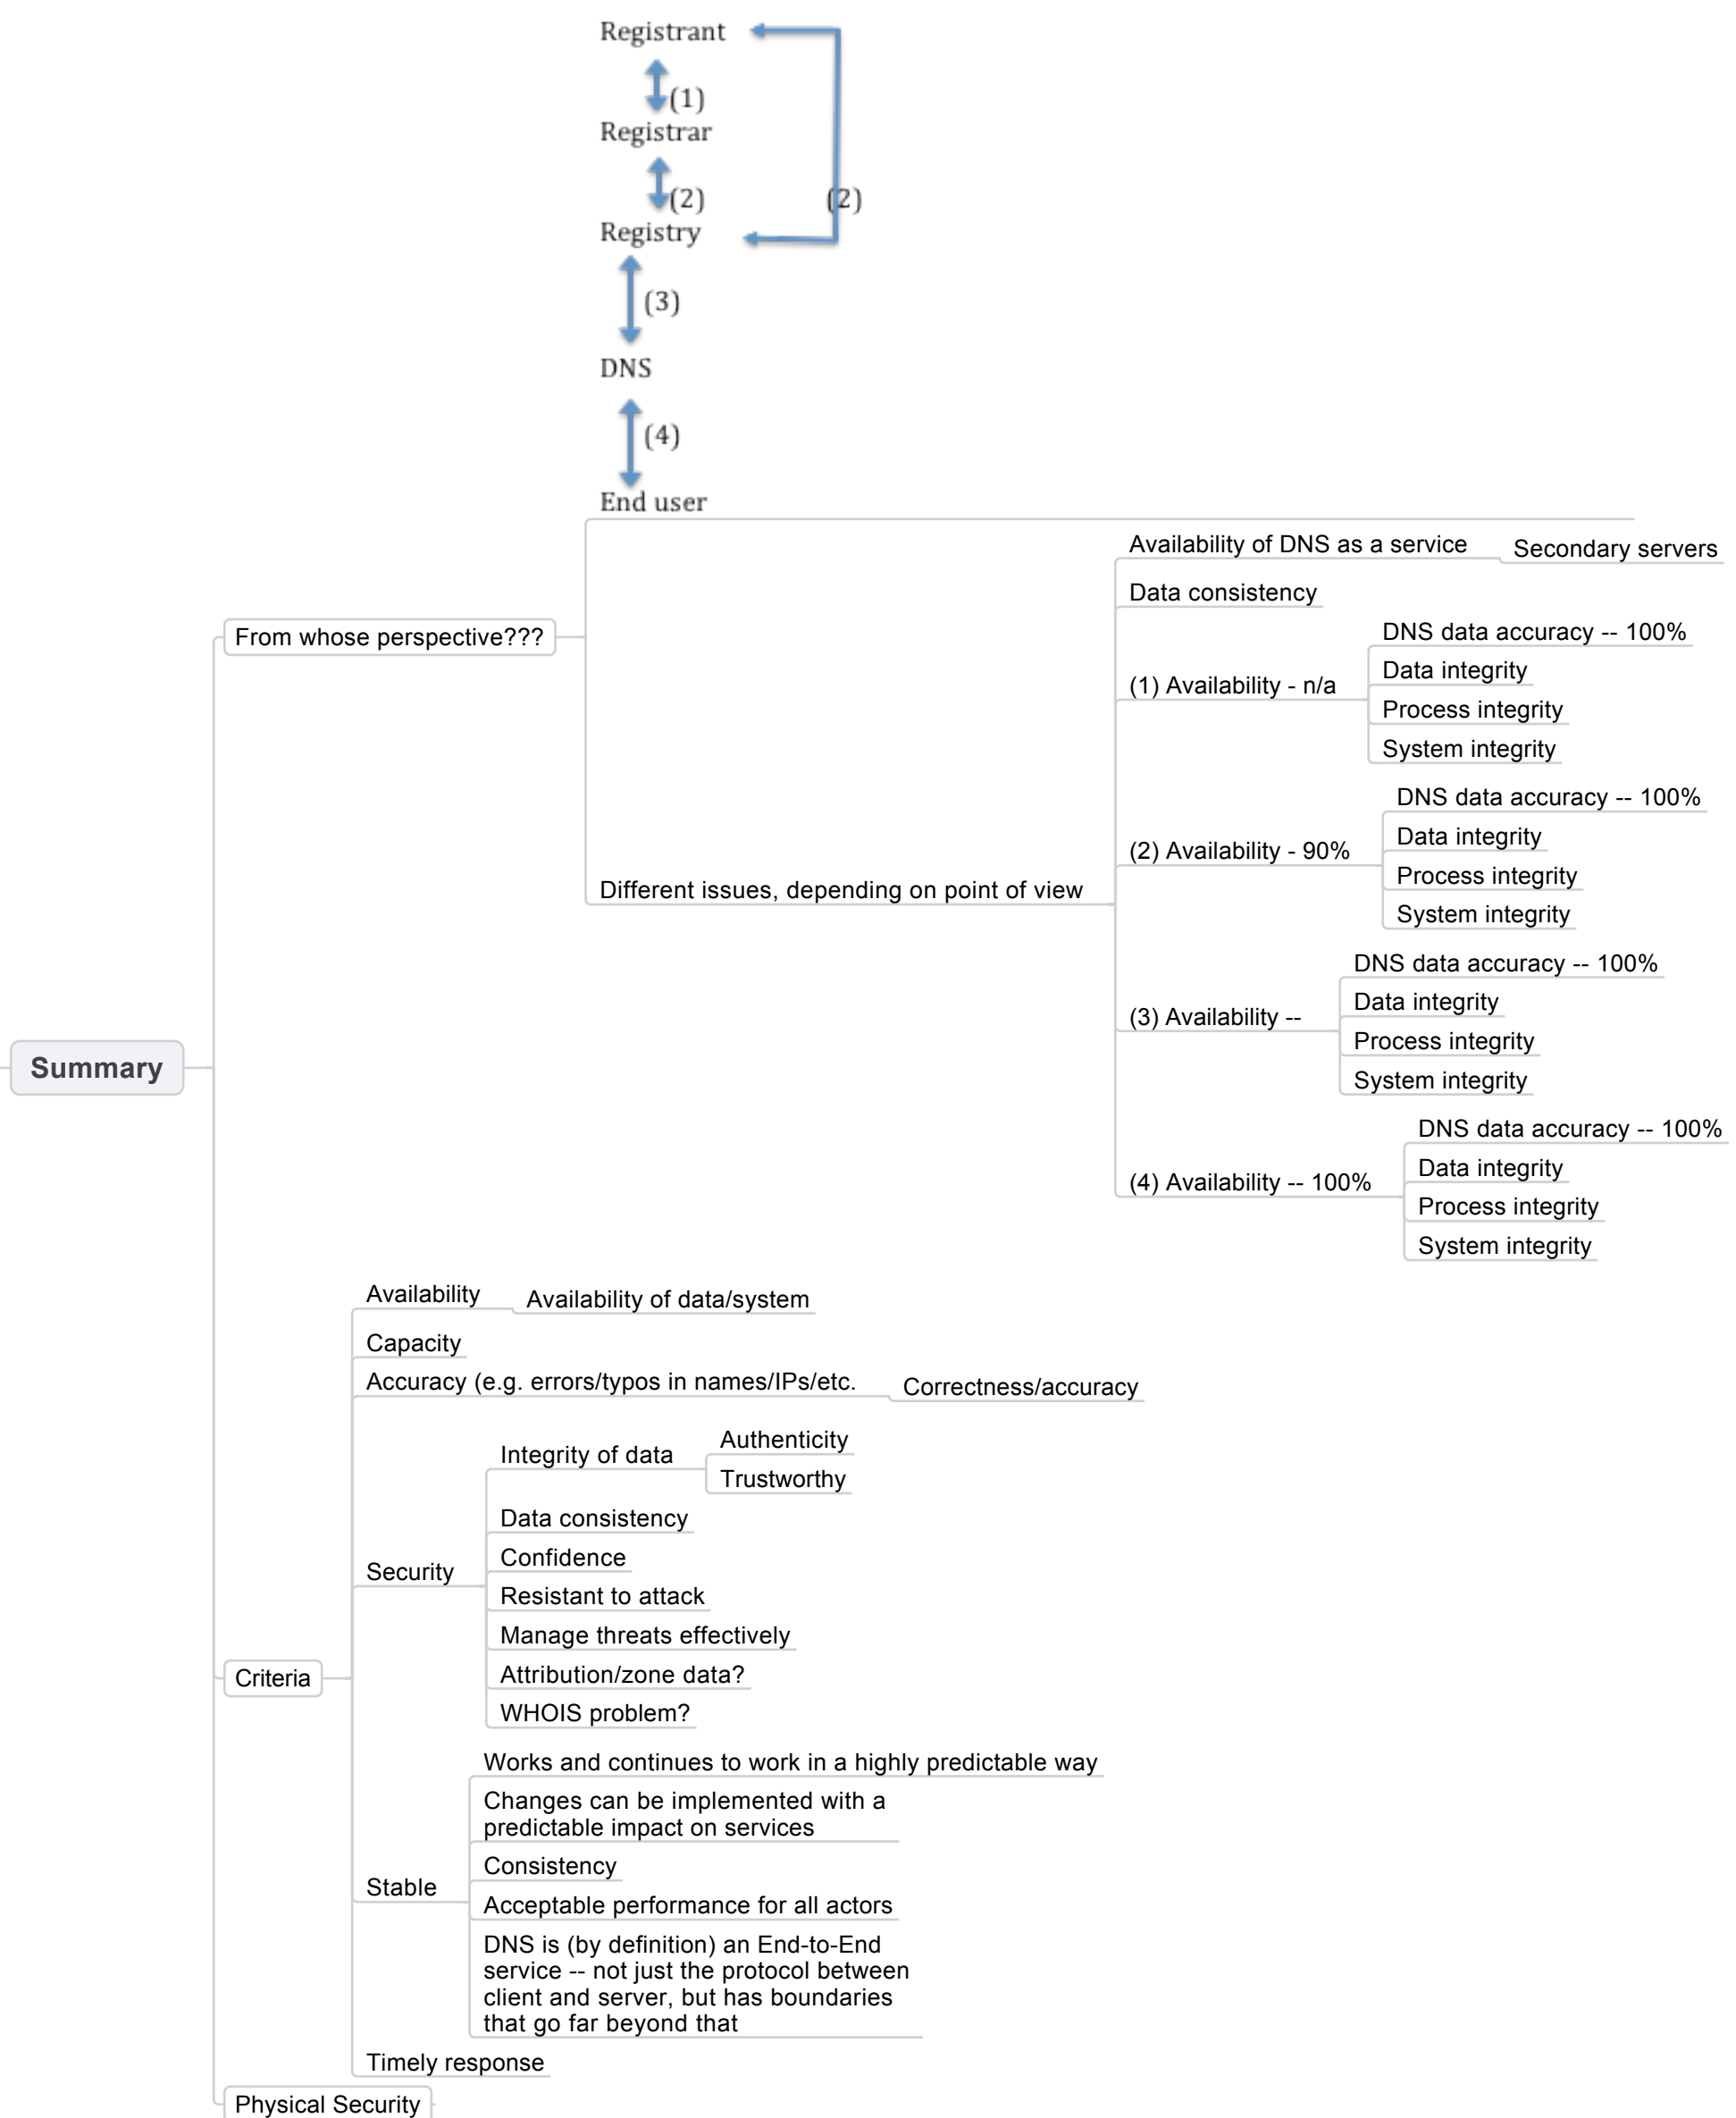 Registrant
(1)
Registrar
(2)
(2)
Registry
(3)
DNS
(4)
End user
Availability of DNS as a service
Secondary servers
Data consistency
From whose perspective???
DNS data accuracy -- 100%
Data integrity
(1) Availability - n/a
Process integrity
System integrity
DNS data accuracy -- 100%
Data integrity
(2) Availability - 90%
Process integrity
Different issues, depending on point of view
System integrity
DNS data accuracy -- 100%
Data integrity
(3) Availability --
Process integrity
Summary
System integrity
DNS data accuracy -- 100%
Data integrity
(4) Availability -- 100%
Process integrity
System integrity
Availability
Availability of data/system
Capacity
Accuracy (e.g. errors/typos in names/IPs/etc.
Correctness/accuracy
Integrity of data
Authenticity
Trustworthy
Data consistency
Confidence
Security
Resistant to attack
Manage threats effectively
Attribution/zone data?
Criteria
WHOIS problem?
Works and continues to work in a highly predictable way
Changes can be implemented with a
predictable impact on services
Consistency
Stable
Acceptable performance for all actors
DNS is (by definition) an End-to-End
service -- not just the protocol between
client and server, but has boundaries
that go far beyond that
Timely response
Physical Security